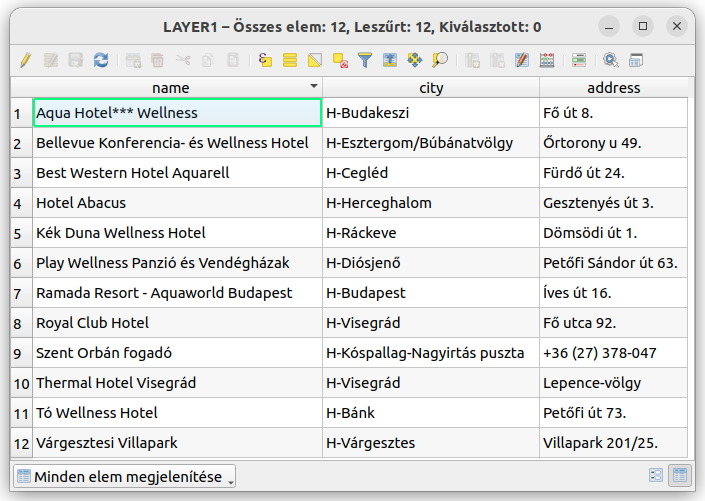 LAYER1 – Összes elem: 12, Leszűrt: 12, Kiválasztott: 0
name city address
1 Aqua Hotel*** Wellness H-Budakeszi Fő út 8.
2 Bellevue Konferencia- és Wellness Hotel H-Esztergom/Búbánatvölgy Őrtorony u 49.
3 Best Western Hotel Aquarell H-Cegléd Fürdő út 24.
4 Hotel Abacus H-Herceghalom Gesztenyés út 3.
5 Kék Duna Wellness Hotel H-Ráckeve Dömsödi út 1.
6 Play Wellness Panzió és Vendégházak H-Diósjenő Petőfi Sándor út 63.
7 Ramada Resort - Aquaworld Budapest H-Budapest Íves út 16.
8 Royal Club Hotel H-Visegrád Fő utca 92.
9 Szent Orbán fogadó H-Kóspallag-Nagyirtás puszta +36 (27) 378-047
10 Thermal Hotel Visegrád H-Visegrád Lepence-völgy
11 Tó Wellness Hotel H-Bánk Petőfi út 73.
12 Várgesztesi Villapark H-Várgesztes Villapark 201/25.
Minden elem megjelenítése